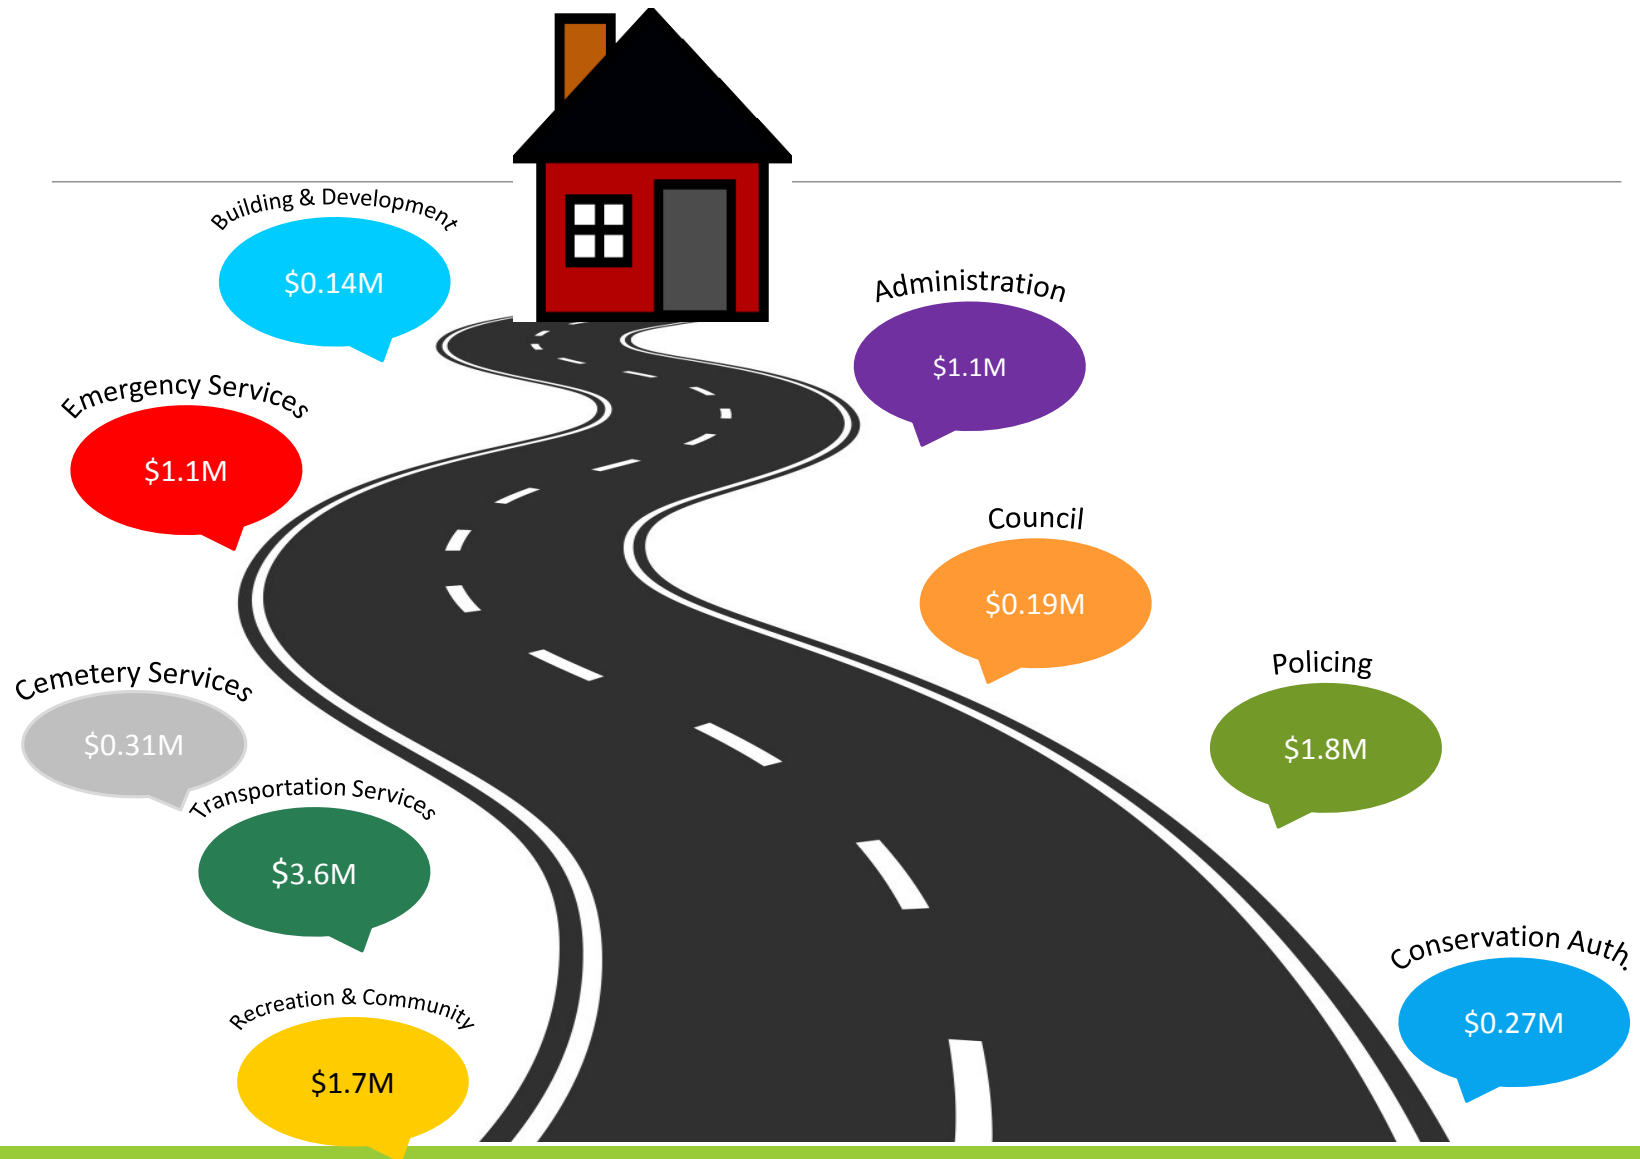 Building & Development
$0.14M
Administration
$1.1M
Emergency Services
$1.1M
Council
$0.19M
Policing
$1.8M
Cemetery Services
$0.31M
Transportation Services
$3.6M
Conservation Auth.
$0.27M
Recreation & Community
$1.7M